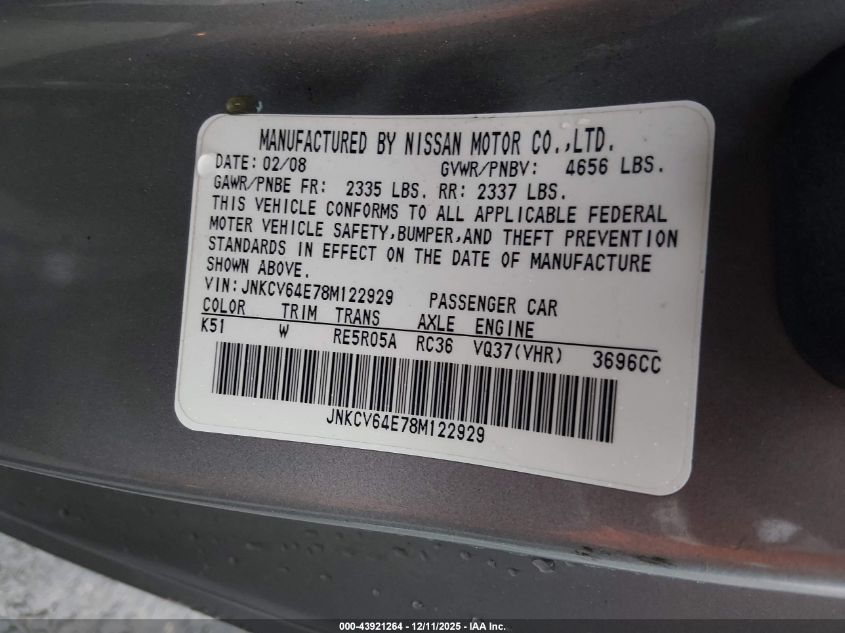 MANUFACTURED BY NISSAN MOTOR CO.,LTD.
DATE: 02/08 GVWR/PNBV: 4656 LBS.
GAWR/PNBE FR: 2335 LBS. RR: 2337 LBS.
THIS VEHICLE CONFORMS TO ALL APPLICABLE FEDERAL
MOTER VEHICLE SAFETY,BUMPER,AND THEFT PREVENTION
STANDARDS IN EFFECT ON THE DATE OF MANUFACTURE
SHOWN ABOVE.
VIN:JNKCV64E78M122929 PASSENGER CAR
COLOR TRIM TRANS AXLE ENGINE
K51 W RE5R05A RC36 VQ37(VHR) 3696CC
JNKCV64E78M122929
000-43921264 - 12/11/2025 - IAA Inc.